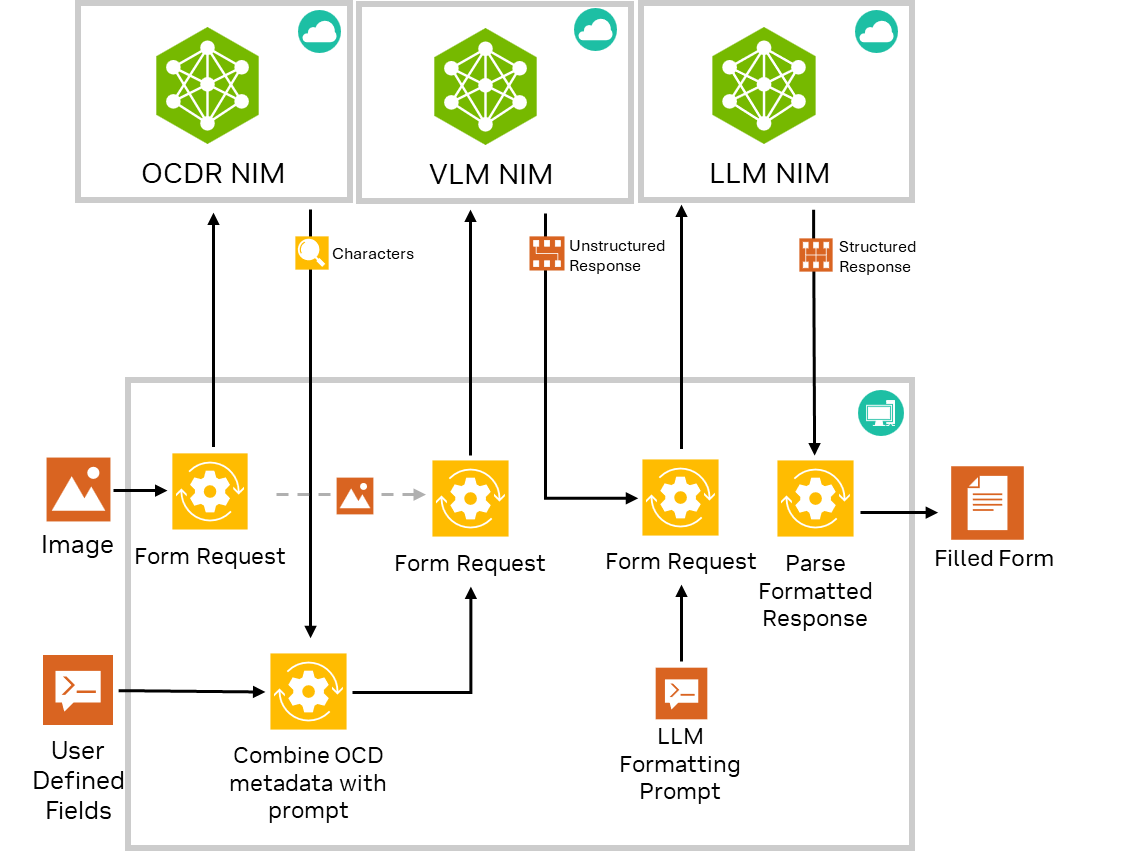 OCDR NIM
VLM NIM
LLM NIM
Characters
Unstructured
Response
Structured
Response
Image
Form Request
Form Request
Form Request
Parse
Formatted
Response
Filled Form
User
Defined
Fields
Combine OCD
metadata with
prompt
LLM
Formatting
Prompt